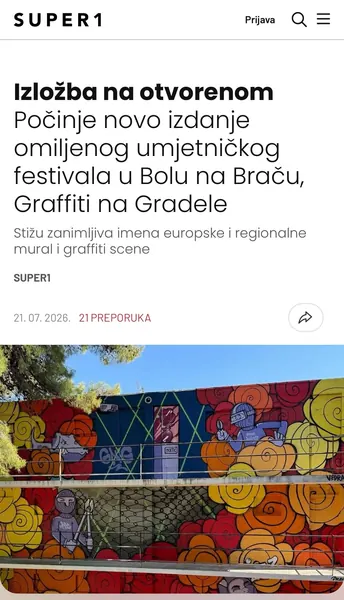 SUPER1
Prijava
Izložba na otvorenom
Počinje novo izdanje
omiljenog umjetničkog
festivala u Bolu na Braču,
Graffiti na Gradele
Stižu zanimljiva imena europske i regionalne
mural i graffiti scene
SUPER1
21. 07. 2026. 21 PREPORUKA